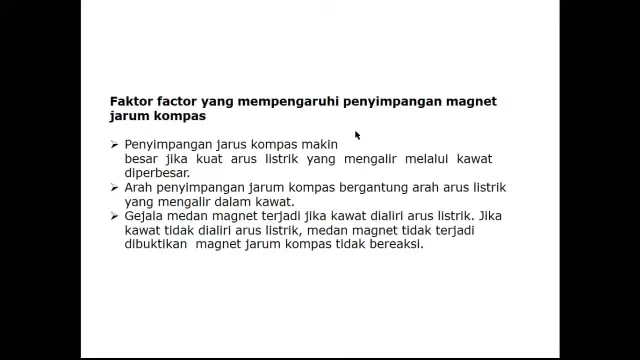 Faktor factor yang mempengaruhi penyimpangan magnet
jarum kompas
➢ Penyimpangan jarus kompas makin
besar jika kuat arus listrik yang mengalir melalui kawat
diperbesar.
➢ Arah penyimpangan jarum kompas bergantung arah arus listrik
yang mengalir dalam kawat.
➢ Gejala medan magnet terjadi jika kawat dialiri arus listrik. Jika
kawat tidak dialiri arus listrik, medan magnet tidak terjadi
dibuktikan magnet jarum kompas tidak bereaksi.